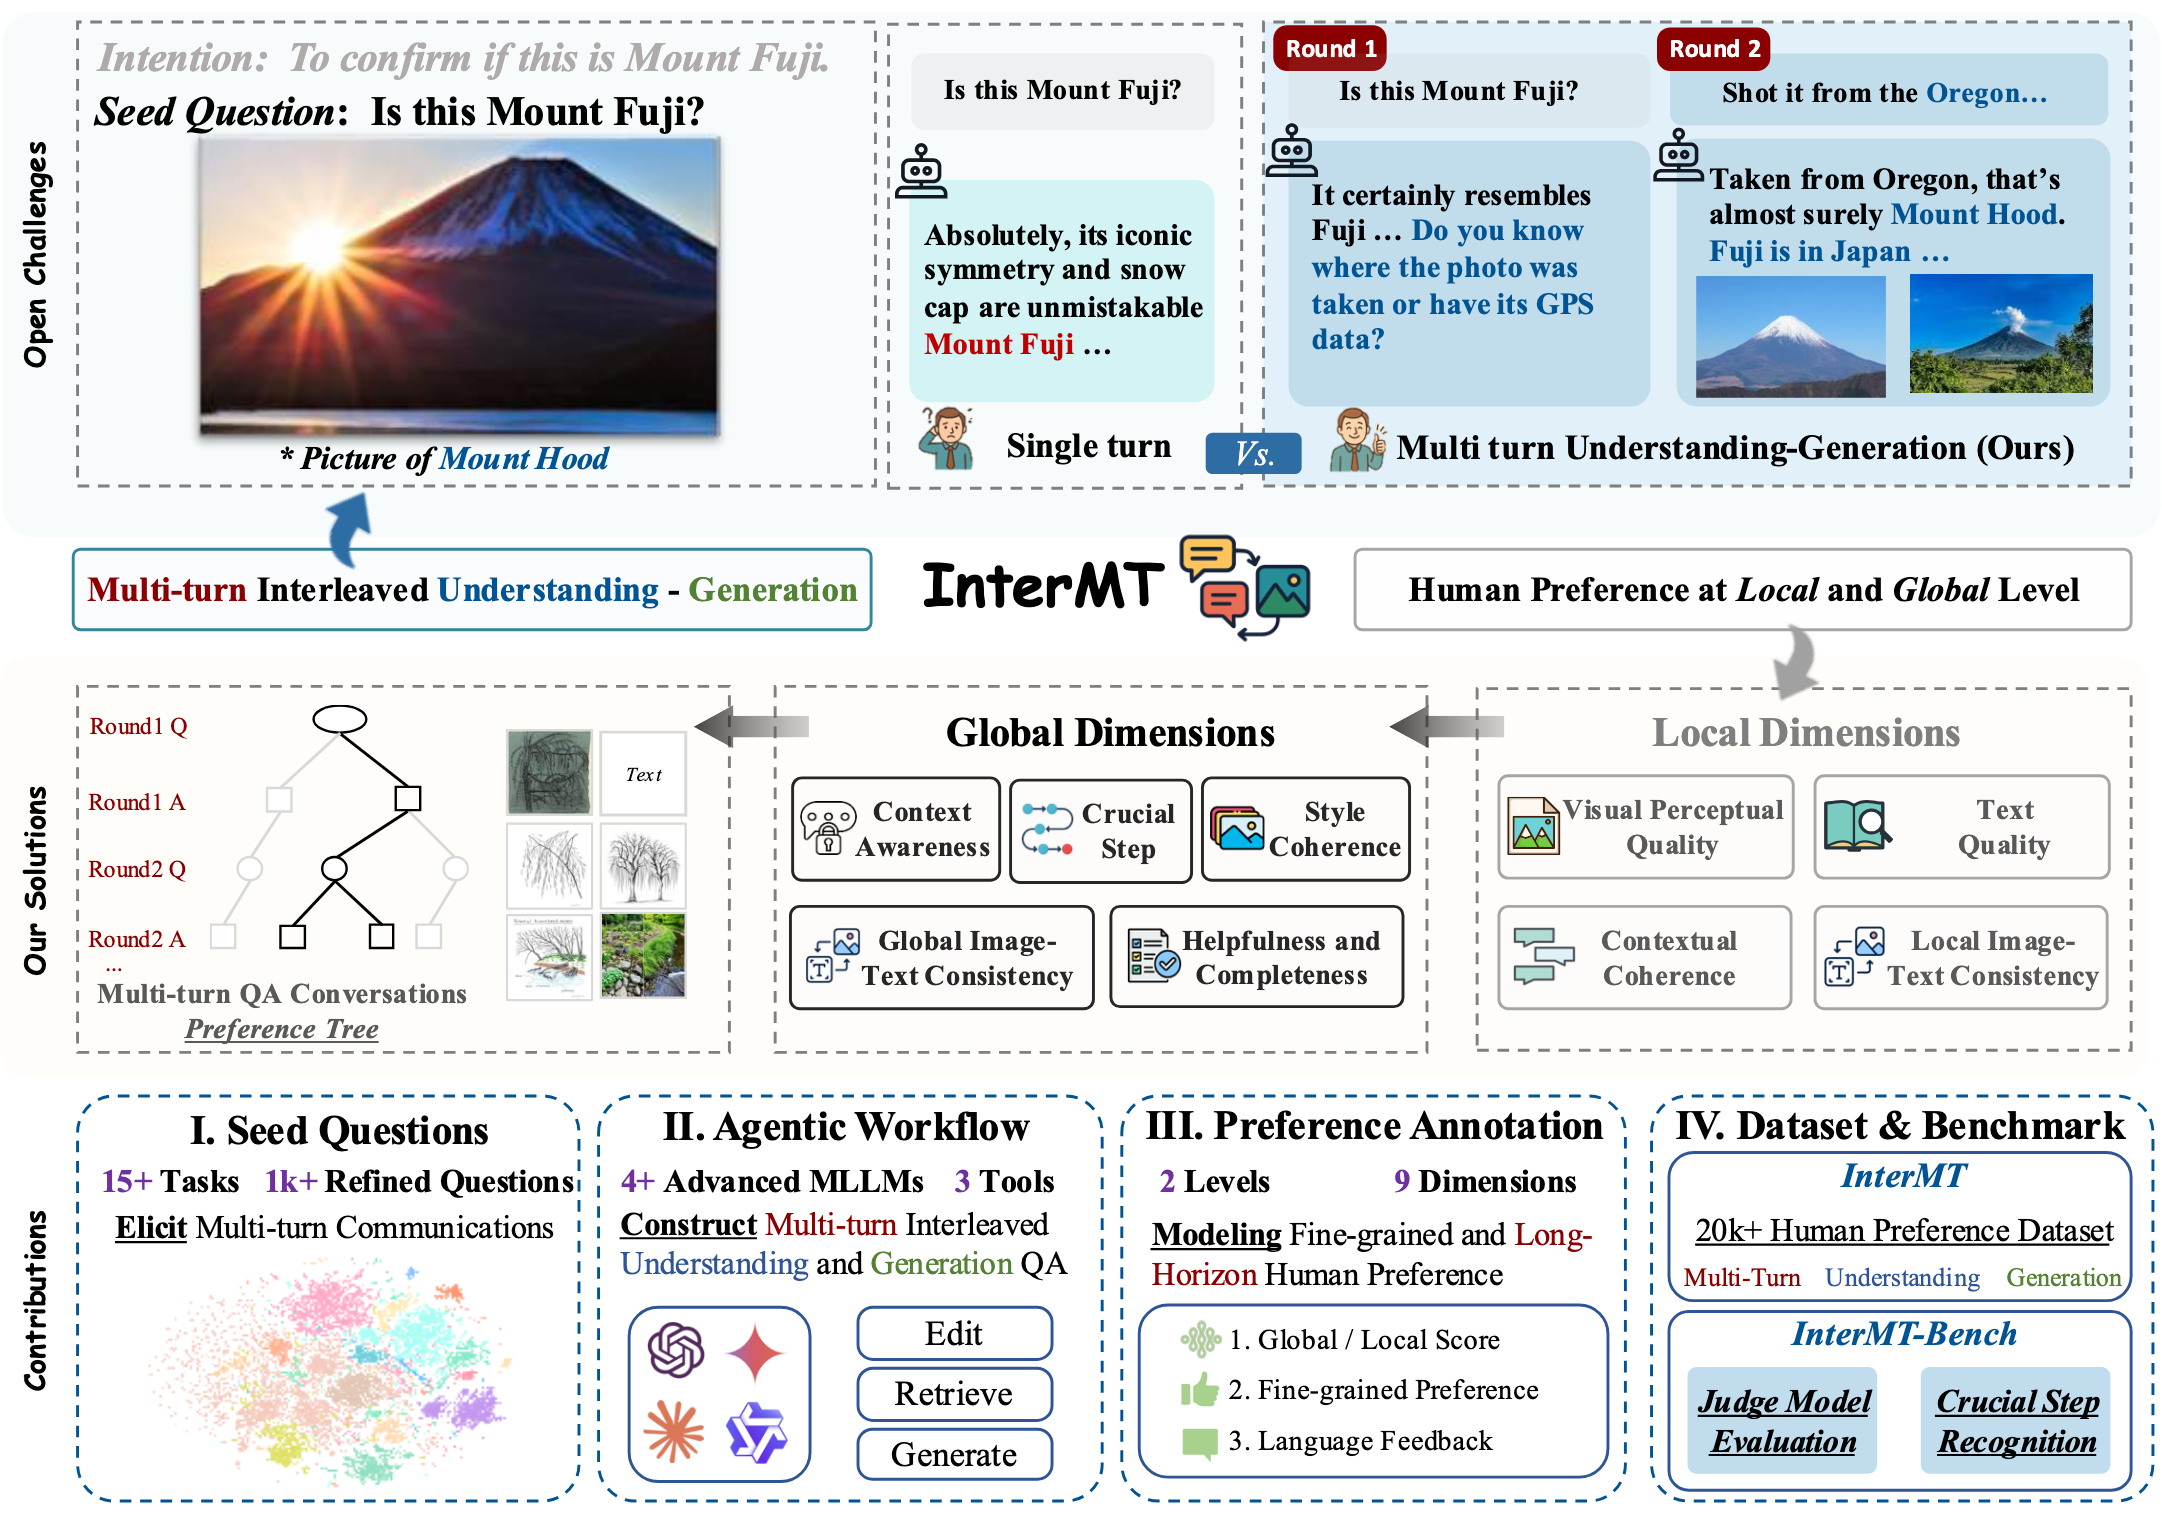 Open Challenges
Intention: To confirm if this is Mount Fuji.
Seed Question: Is this Mount Fuji?
* Picture of Mount Hood
Is this Mount Fuji?
Absolutely, its iconic
symmetry and snow
cap are unmistakable
Mount Fuji ...
Single turn
Vs.
Round 1
Is this Mount Fuji?
It certainly resembles
Fuji ... Do you know
where the photo was
taken or have its GPS
data?
Round 2
Shot it from the Oregon...
Taken from Oregon, that's
almost surely Mount Hood.
Fuji is in Japan ...
Multi turn Understanding-Generation (Ours)
Multi-turn Interleaved Understanding - Generation
InterMT
Human Preference at Local and Global Level
Our Solutions
Round1 Q
Round1 A
Round2 Q
Round2 A
...
Multi-turn QA Conversations
Preference Tree
Text
Global Dimensions
Context
Awareness
Crucial
Step
Style
Coherence
Global Image-
Text Consistency
T
Helpfulness and
Completeness
Local Dimensions
Visual Perceptual
Quality
Text
Quality
Contextual
Coherence
Local Image-
Text Consistency
T
Contributions
I. Seed Questions
15+ Tasks 1k+ Refined Questions
Elicit Multi-turn Communications
II. Agentic Workflow
4+ Advanced MLLMs 3 Tools
Construct Multi-turn Interleaved
Understanding and Generation QA
Edit
Retrieve
Generate
III. Preference Annotation
2 Levels 9 Dimensions
Modeling Fine-grained and Long-
Horizon Human Preference
1. Global / Local Score
2. Fine-grained Preference
3. Language Feedback
IV. Dataset & Benchmark
InterMT
20k+ Human Preference Dataset
Multi-Turn Understanding Generation
InterMT-Bench
Judge Model
Evaluation
Crucial Step
Recognition